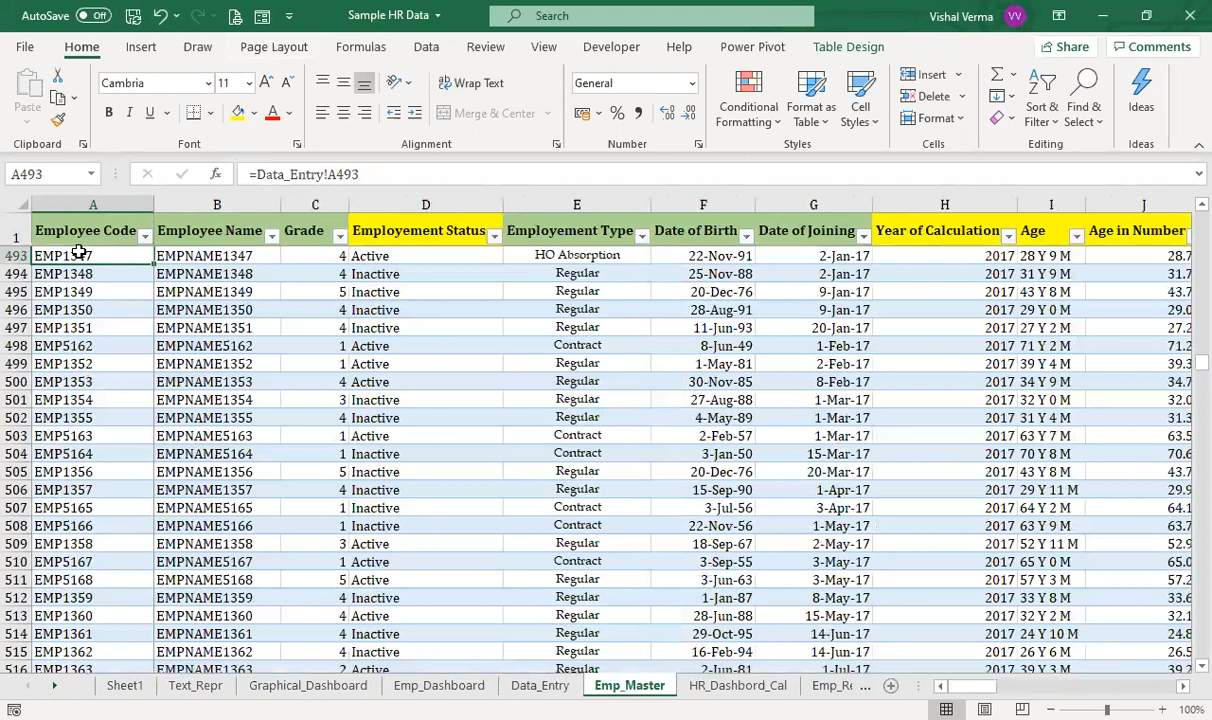 AutoSave Off Sample HR Data Search Vishal Verma VV
File Home Insert Draw Page Layout Formulas Data Review View Developer Help Power Pivot Table Design Share Comments
Paste Cambria 11 Wrap Text General Conditional Formatting Format as Table Cell Styles Insert Sort & Filter Find & Select Ideas
B I U A Merge & Center % Delete
Format
Clipboard Font Alignment Number Styles Cells Editing Ideas
A493 fx =Data_Entry!A493
A B C D E F G H I J
1 Employee Code Employee Name Grade Employement Status Employement Type Date of Birth Date of Joining Year of Calculation Age Age in Number
493 EMPNAME1347 4 Active HO Absorption 22-Nov-91 2-Jan-17 2017 28 Y 9 M 28.7
494 EMP1348 EMPNAME1348 4 Inactive Regular 25-Nov-88 2-Jan-17 2017 31 Y 9 M 31.7
495 EMP1349 EMPNAME1349 5 Inactive Regular 20-Dec-76 9-Jan-17 2017 43 Y 8 M 43.7
496 EMP1350 EMPNAME1350 4 Inactive Regular 28-Aug-91 9-Jan-17 2017 29 Y 0 M 29.0
497 EMP1351 EMPNAME1351 4 Inactive Regular 11-Jun-93 20-Jan-17 2017 27 Y 2 M 27.2
498 EMP5162 EMPNAME5162 1 Active Contract 8-Jun-49 1-Feb-17 2017 71 Y 2 M 71.2
499 EMP1352 EMPNAME1352 1 Active Regular 1-May-81 2-Feb-17 2017 39 Y 4 M 39.3
500 EMP1353 EMPNAME1353 4 Active Regular 30-Nov-85 8-Feb-17 2017 34 Y 9 M 34.7
501 EMP1354 EMPNAME1354 3 Inactive Regular 27-Aug-88 1-Mar-17 2017 32 Y 0 M 32.0
502 EMP1355 EMPNAME1355 4 Inactive Regular 4-May-89 1-Mar-17 2017 31 Y 4 M 31.3
503 EMP5163 EMPNAME5163 1 Active Contract 2-Feb-57 1-Mar-17 2017 63 Y 7 M 63.5
504 EMP5164 EMPNAME5164 1 Inactive Contract 3-Jan-50 15-Mar-17 2017 70 Y 8 M 70.6
505 EMP1356 EMPNAME1356 5 Inactive Regular 20-Dec-76 20-Mar-17 2017 43 Y 8 M 43.7
506 EMP1357 EMPNAME1357 4 Inactive Regular 15-Sep-90 1-Apr-17 2017 29 Y 11 M 29.9
507 EMP5165 EMPNAME5165 1 Inactive Contract 3-Jul-56 3-Apr-17 2017 64 Y 2 M 64.1
508 EMP5166 EMPNAME5166 1 Inactive Contract 22-Nov-56 1-May-17 2017 63 Y 9 M 63.7
509 EMP1358 EMPNAME1358 3 Active Regular 18-Sep-67 2-May-17 2017 52 Y 11 M 52.9
510 EMP5167 EMPNAME5167 1 Active Contract 3-Sep-55 3-May-17 2017 65 Y 0 M 65.0
511 EMP5168 EMPNAME5168 5 Active Regular 3-Jun-63 3-May-17 2017 57 Y 3 M 57.2
512 EMP1359 EMPNAME1359 4 Inactive Regular 1-Jan-87 8-May-17 2017 33 Y 8 M 33.6
513 EMP1360 EMPNAME1360 4 Active Regular 28-Jun-88 15-May-17 2017 32 Y 2 M 32.1
514 EMP1361 EMPNAME1361 4 Inactive Regular 29-Oct-95 14-Jun-17 2017 24 Y 10 M 24.8
515 EMP1362 EMPNAME1362 4 Inactive Regular 16-Feb-94 14-Jun-17 2017 26 Y 6 M 26.5
516 EMP1363 EMPNAME1363 2 Active Regular 2-Jun-81 1-Jul-17 2017 39 Y 3 M 39.2
Sheet1 Text_Repr Graphical_Dashboard Emp_Dashboard Data_Entry Emp_Master HR_Dashbord_Cal Emp_Re ...
100%